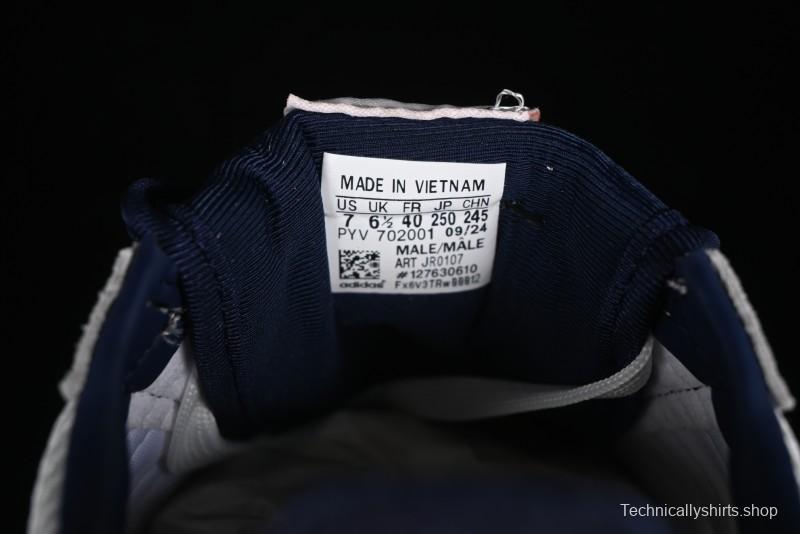 MADE IN VIETNAM
US UK FR JP CHN
7 6½ 40 250 245
PYV 702001 09/24
MALE/MÂLE
ART JR0107
#127630610
adidas Fx6V3TRw
Technicallyshirts.shop